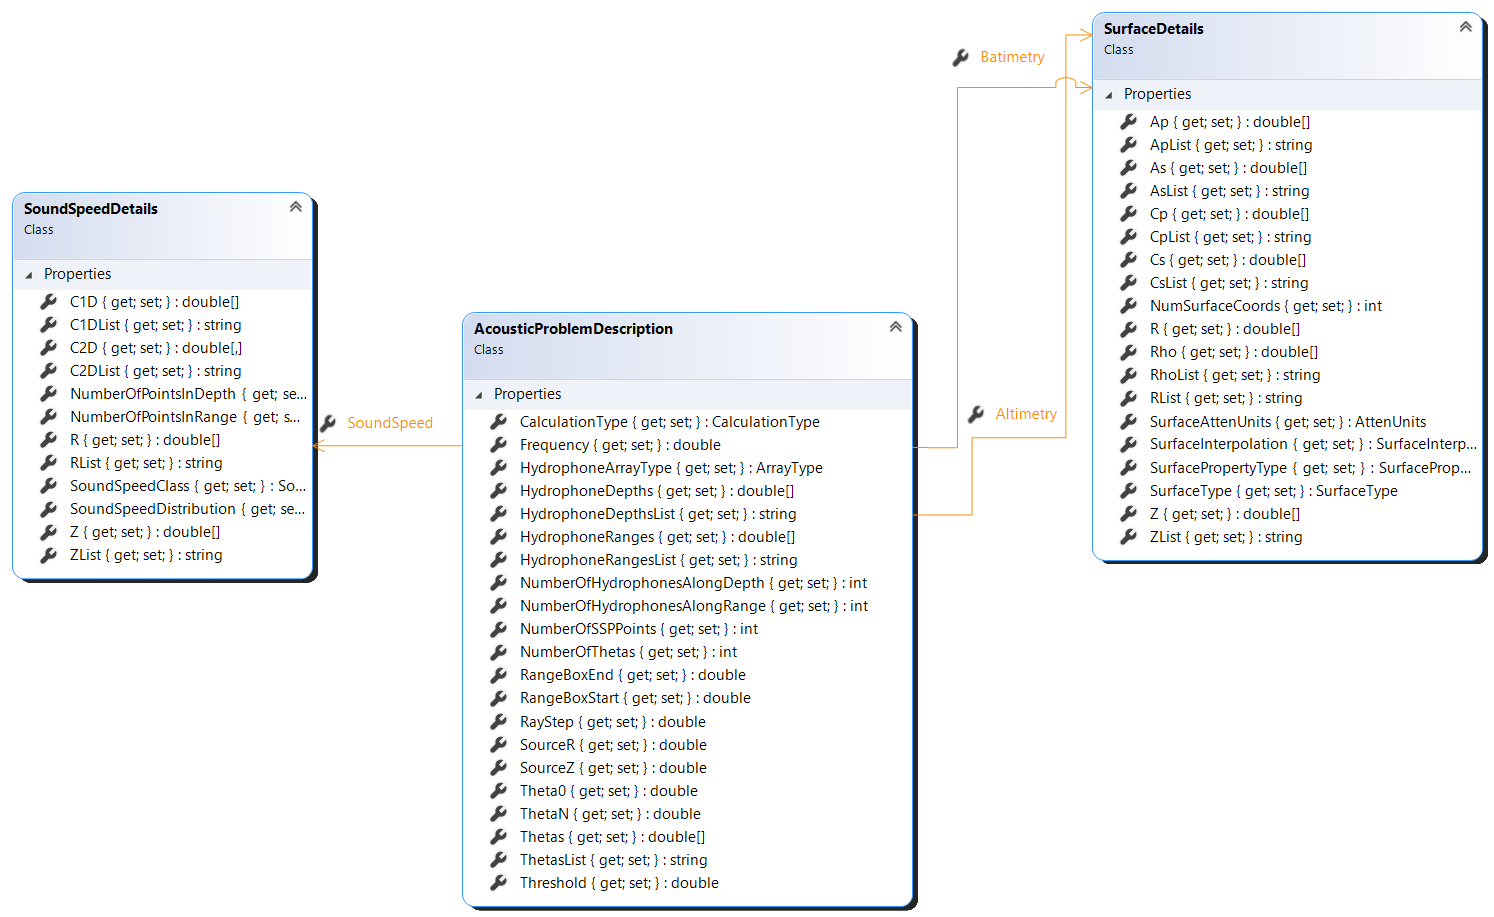 SoundSpeedDetails
Class
Properties
C1D { get; set; } : double[]
C1DList { get; set; } : string
C2D { get; set; } : double[,]
C2DList { get; set; } : string
NumberOfPointsInDepth { get; se...
NumberOfPointsInRange { get; s...
R { get; set; } : double[]
RList { get; set; } : string
SoundSpeedClass { get; set; } : So...
SoundSpeedDistribution { get; se...
Z { get; set; } : double[]
ZList { get; set; } : string
SoundSpeed
AcousticProblemDescription
Class
Properties
CalculationType { get; set; } : CalculationType
Frequency { get; set; } : double
HydrophoneArrayType { get; set; } : ArrayType
HydrophoneDepths { get; set; } : double[]
HydrophoneDepthsList { get; set; } : string
HydrophoneRanges { get; set; } : double[]
HydrophoneRangesList { get; set; } : string
NumberOfHydrophonesAlongDepth { get; set; } : int
NumberOfHydrophonesAlongRange { get; set; } : int
NumberOfSSPPoints { get; set; } : int
NumberOfThetas { get; set; } : int
RangeBoxEnd { get; set; } : double
RangeBoxStart { get; set; } : double
RayStep { get; set; } : double
SourceR { get; set; } : double
SourceZ { get; set; } : double
Theta0 { get; set; } : double
ThetaN { get; set; } : double
Thetas { get; set; } : double[]
ThetasList { get; set; } : string
Threshold { get; set; } : double
Batimetry
Altimetry
SurfaceDetails
Class
Properties
Ap { get; set; } : double[]
ApList { get; set; } : string
As { get; set; } : double[]
AsList { get; set; } : string
Cp { get; set; } : double[]
CpList { get; set; } : string
Cs { get; set; } : double[]
CsList { get; set; } : string
NumSurfaceCoords { get; set; } : int
R { get; set; } : double[]
Rho { get; set; } : double[]
RhoList { get; set; } : string
RList { get; set; } : string
SurfaceAttenUnits { get; set; } : AttenUnits
SurfaceInterpolation { get; set; } : SurfaceInterp...
SurfacePropertyType { get; set; } : SurfaceProp...
SurfaceType { get; set; } : SurfaceType
Z { get; set; } : double[]
ZList { get; set; } : string